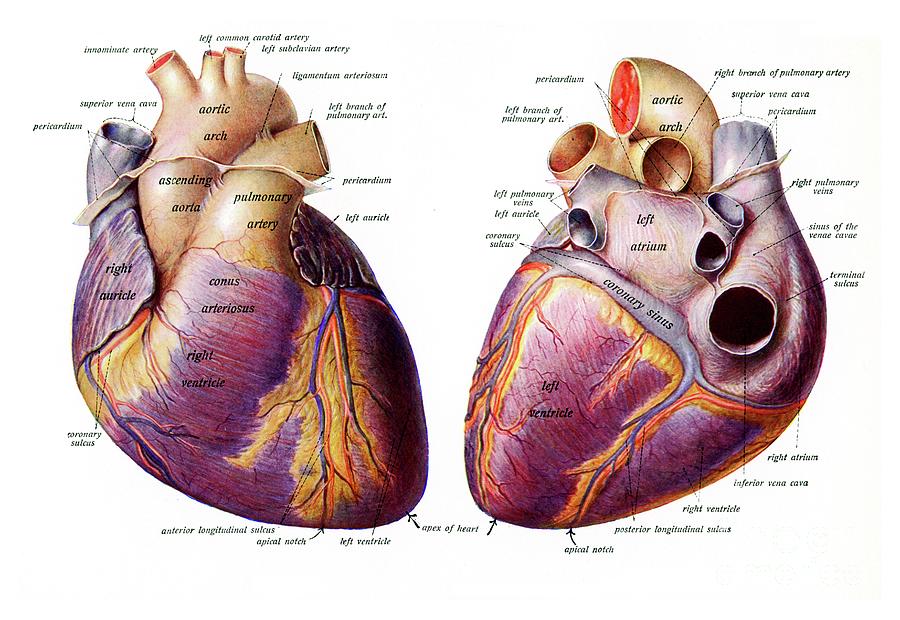 left common carotid artery
innominate artery
left subclavian artery
ligamentum arteriosum
superior vena cava
pericardium
aortic
arch
left branch of
pulmonary art.
ascending
aorta
pulmonary
artery
pericardium
left auricle
right
auricle
conus
arteriosus
right
ventricle
coronary
sulcus
anterior longitudinal sulcus
apical notch
left ventricle
apex of heart
pericardium
right branch of pulmonary artery
superior vena cava
pericardium
left branch of
pulmonary art.
aortic
arch
left pulmonary
veins
left auricle
coronary
sulcus
left
atrium
right pulmonary
veins
sinus of the
venae cavae
terminal
sulcus
coronary sinus
left
ventricle
right atrium
inferior vena cava
right ventricle
posterior longitudinal sulcus
apical notch